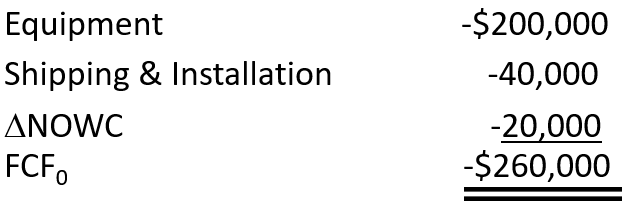 Equipment -$200,000
Shipping & Installation -40,000
ΔNOWC -20,000
FCF₀ -$260,000